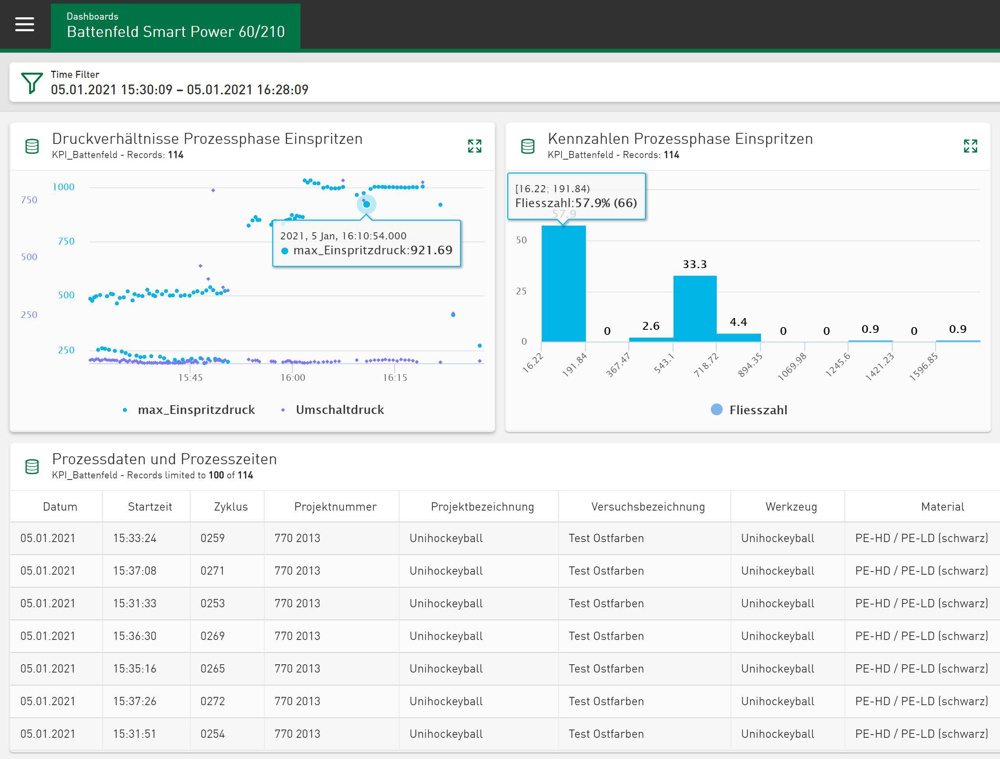 Dashboards
Battenfeld Smart Power 60/210
Time Filter
05.01.2021 15:30:09 – 05.01.2021 16:28:09
Druckverhältnisse Prozessphase Einspritzen
KPI_Battenfeld - Records: 114
1000
750
750
500
500
250
250
2021, 5 Jan, 16:10:54.000
max_Einspritzdruck:921.69
15:45 16:00 16:15
max_Einspritzdruck Umschaltdruck
Kennzahlen Prozessphase Einspritzen
KPI_Battenfeld - Records: 114
[16.22; 191.84)
Fliesszahl:57.9% (66)
57.9
50
25
0
0 2.6 33.3 4.4 0 0 0.9 0 0.9
16.22 191.84 367.47 543.1 718.72 894.35 1069.98 1245.6 1421.23 1596.85
Fliesszahl
Prozessdaten und Prozesszeiten
KPI_Battenfeld - Records limited to 100 of 114
Datum Startzeit Zyklus Projektnummer Projektbezeichnung Versuchsbezeichnung Werkzeug Material
05.01.2021 15:33:24 0259 770 2013 Unihockeyball Test Ostfarben Unihockeyball PE-HD / PE-LD (schwarz)
05.01.2021 15:37:08 0271 770 2013 Unihockeyball Test Ostfarben Unihockeyball PE-HD / PE-LD (schwarz)
05.01.2021 15:31:33 0253 770 2013 Unihockeyball Test Ostfarben Unihockeyball PE-HD / PE-LD (schwarz)
05.01.2021 15:36:30 0269 770 2013 Unihockeyball Test Ostfarben Unihockeyball PE-HD / PE-LD (schwarz)
05.01.2021 15:35:16 0265 770 2013 Unihockeyball Test Ostfarben Unihockeyball PE-HD / PE-LD (schwarz)
05.01.2021 15:37:26 0272 770 2013 Unihockeyball Test Ostfarben Unihockeyball PE-HD / PE-LD (schwarz)
05.01.2021 15:31:51 0254 770 2013 Unihockeyball Test Ostfarben Unihockeyball PE-HD / PE-LD (schwarz)